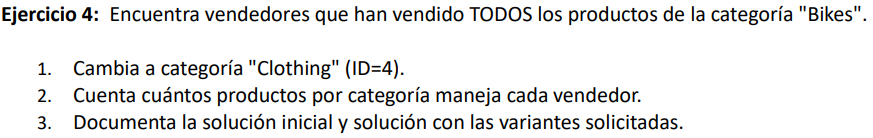 Ejercicio 4: Encuentra vendedores que han vendido TODOS los productos de la categoría "Bikes".
1. Cambia a categoría "Clothing" (ID=4).
2. Cuenta cuántos productos por categoría maneja cada vendedor.
3. Documenta la solución inicial y solución con las variantes solicitadas.